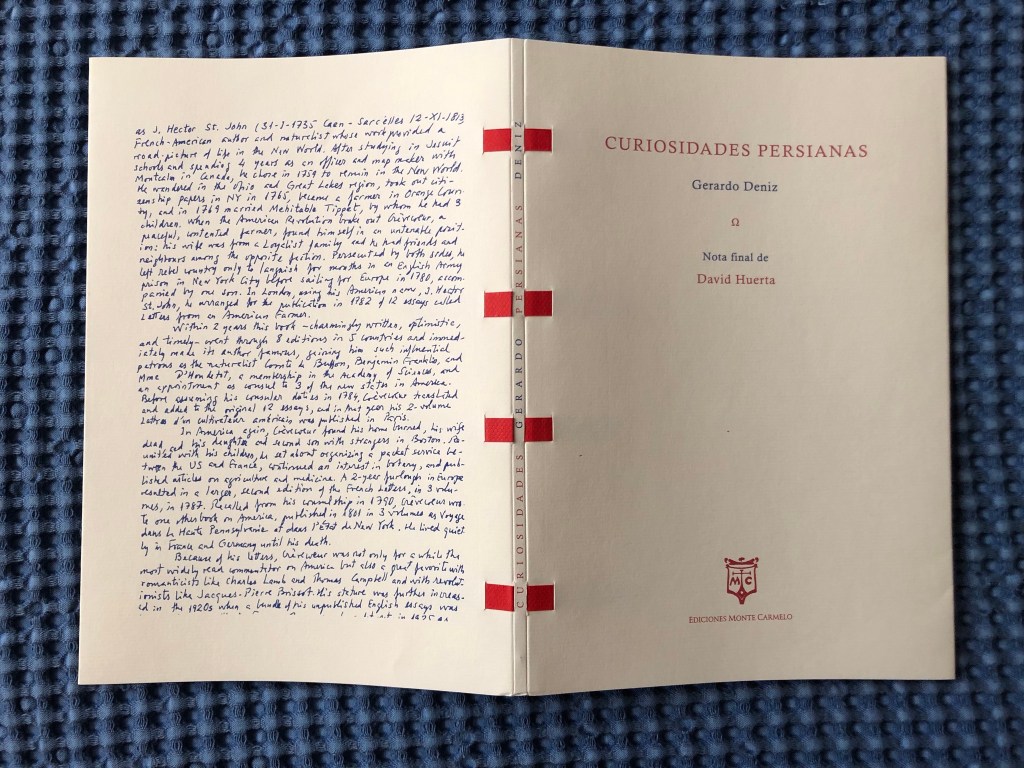 as J. Hector St. John (31-I-1735 Caen - Sarcelles 12-XI-1813
French-American author and naturalist whose work provided a
road picture of life in the New World. After studying in Jesuit
schools and spending 4 years as an officer and map maker with
Montcalm in Canada, he chose in 1759 to remain in the New World.
He wandered in the Ohio and Great Lakes region, took out citi-
zenship papers in NY in 1765, became a farmer in Orange Coun-
ty, and in 1769 married Mehitable Tippet, by whom he had 3
children. When the American Revolution broke out Crèvecœur, a
peaceful, contented farmer, found himself in an untenable posit-
ion: his wife was from a Loyalist family and he had friends and
neighbours among the opposite faction. Persecuted by both sides, he
left rebel country only to languish for months in an English Army
prison in New York City before sailing for Europe in 1780, accom-
panied by one son. In London, using his American name, J. Hector
St. John, he arranged for the publication in 1782 of 12 essays called
Letters from an American Farmer.
Within 2 years this book —charmingly written, optimistic,
and timely— went through 8 editions in 5 countries and immed-
iately made its author famous, gaining him such influential
patrons as the naturalist Comte de Buffon, Benjamin Franklin, and
Mme D'Houdetot, a membership in the Academy of Sciences, and
an appointment as consul to 3 of the new states in America.
Before assuming his consular duties in 1784, Crèvecœur translated
and added to the original 12 essays, and in that year his 2-volume
Lettres d'un cultivateur américain was published in Paris.
In America again, Crèvecœur found his home burned, his wife
dead and his daughter and second son with strangers in Boston. Re-
united with his children, he set about organizing a packet service be-
tween the US and France, continued an interest in botany, and pub-
lished articles on agriculture and medicine. A 2-year furlough in Europe
resulted in a larger, second edition of the French Letters, in 3 volu-
mes, in 1787. Recalled from his consulship in 1790, Crèvecœur wro-
te one other book on America, published in 1801 in 3 volumes as Voyage
dans la Haute Pennsylvanie et dans l'État de New York. He lived quiet-
ly in France and Germany until his death.
Because of his letters, Crèvecœur was not only for a while the
most widely read commentator on America but also a great favorite with
romanticists like Charles Lamb and Thomas Campbell and with revolut-
ionists like Jacques-Pierre Brissot. His stature was further increas-
ed in the 1920s when a bundle of his unpublished English essays was
CURIOSIDADES PERSIANAS
GERARDO DENIZ
CURIOSIDADES PERSIANAS
Gerardo Deniz
Ω
Nota final de
David Huerta
MC
EDICIONES MONTE CARMELO